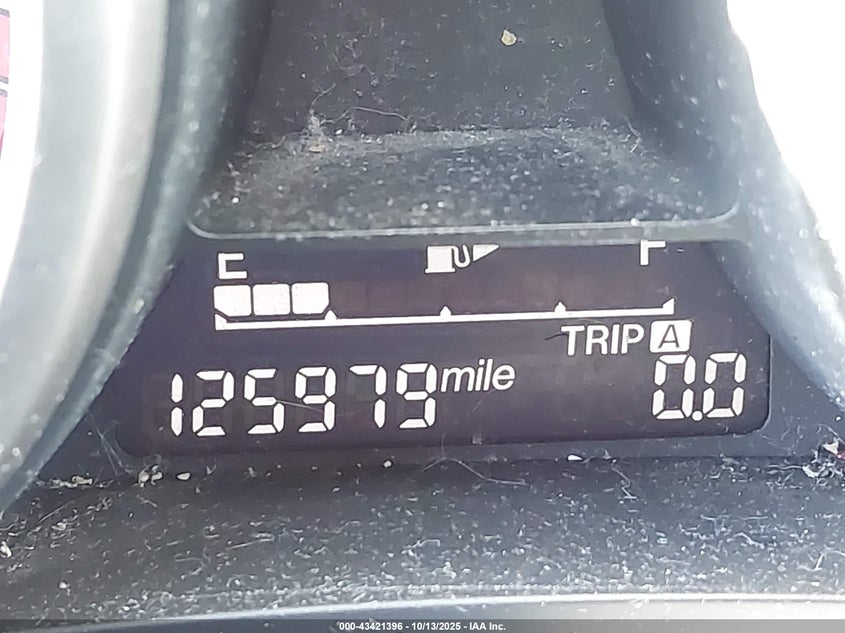 E F
TRIP A
125979 mile 0.0
000-43421396 - 10/13/2025 - IAA Inc.